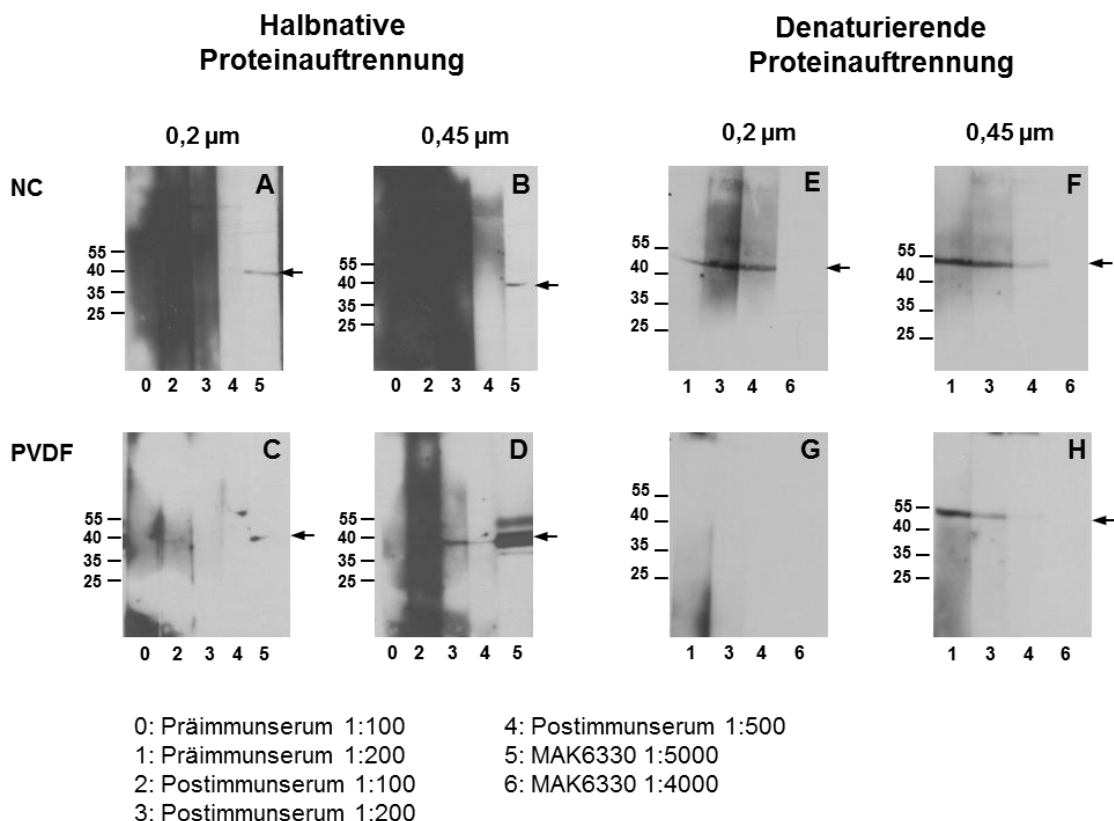 Halbnative
Proteinauftrennung
Denaturierende
Proteinauftrennung
0,2 µm
0,45 µm
0,2 µm
0,45 µm
NC
A
B
E
F
55
40
35
25
55
40
35
25
55
40
35
25
55
40
35
25
0 2 3 4 5
0 2 3 4 5
1 3 4 6
1 3 4 6
PVDF
C
D
G
H
55
40
35
25
55
40
35
25
55
40
35
25
55
40
35
25
0 2 3 4 5
0 2 3 4 5
1 3 4 6
1 3 4 6
0: Präimmunserum 1:100
1: Präimmunserum 1:200
2: Postimmunserum 1:100
3: Postimmunserum 1:200
4: Postimmunserum 1:500
5: MAK6330 1:5000
6: MAK6330 1:4000